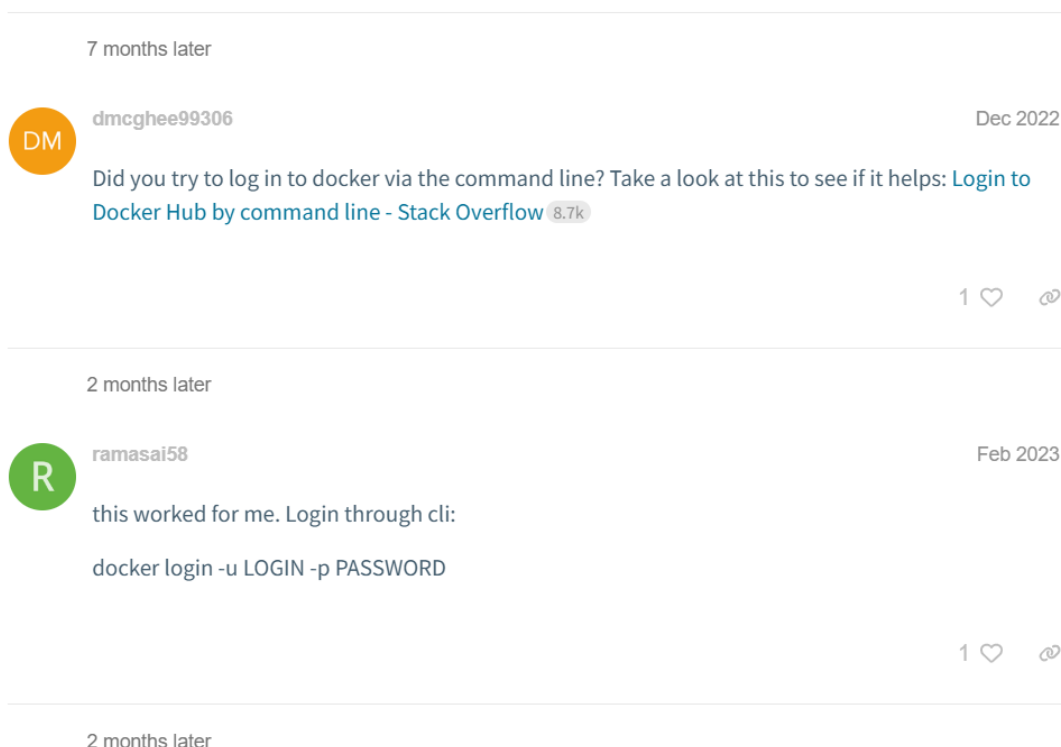 7 months later
DM
dmcghee99306
Dec 2022
Did you try to log in to docker via the command line? Take a look at this to see if it helps: Login to
Docker Hub by command line - Stack Overflow 8.7k
1
2 months later
R
ramasai58
Feb 2023
this worked for me. Login through cli:
docker login -u LOGIN -p PASSWORD
1
2 months later